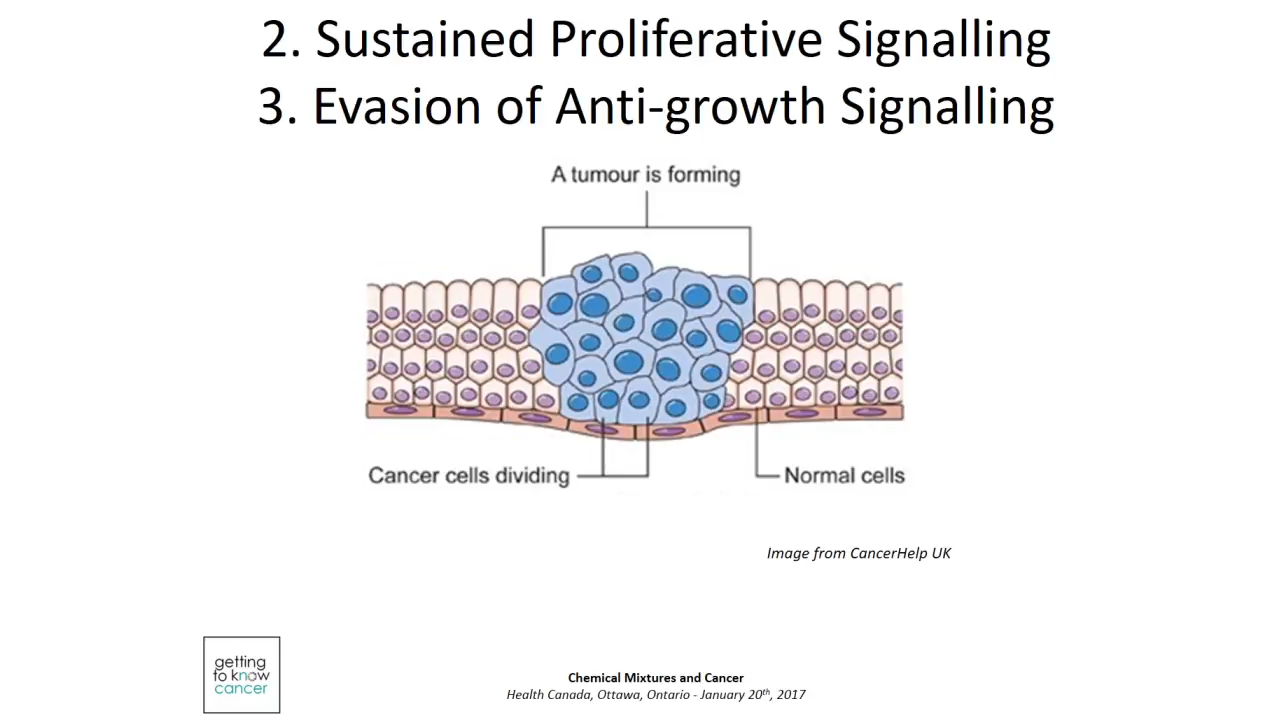 2. Sustained Proliferative Signalling
3. Evasion of Anti-growth Signalling
A tumour is forming
Cancer cells dividing
Normal cells
Image from CancerHelp UK
getting
to know
cancer
Chemical Mixtures and Cancer
Health Canada, Ottawa, Ontario - January 20th, 2017